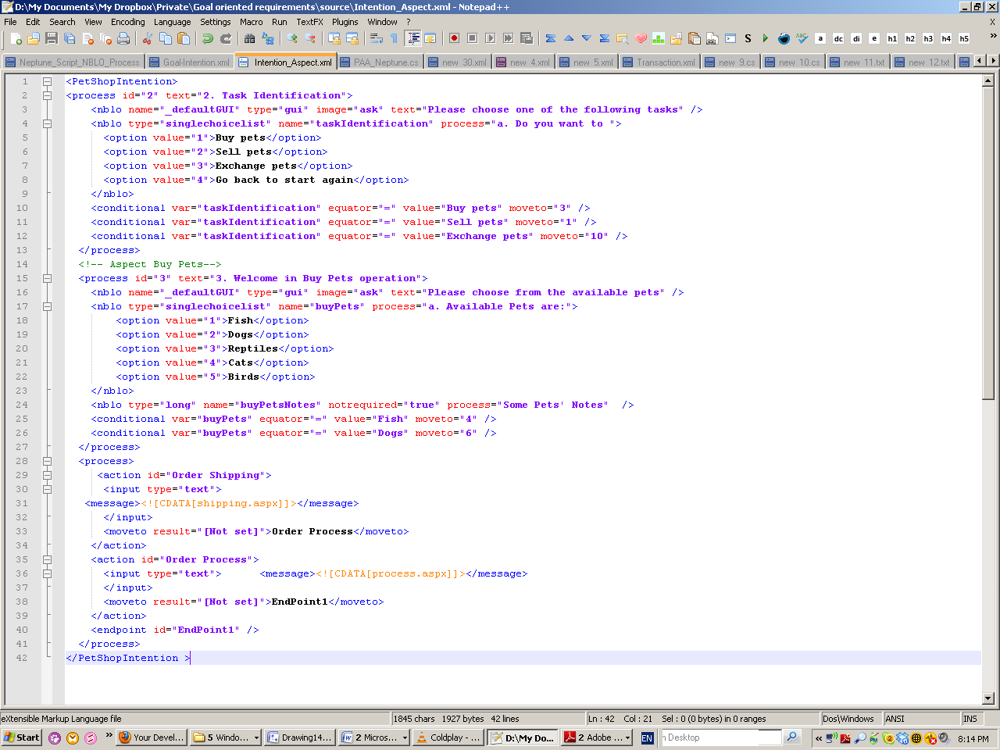 D:\My Documents\My Dropbox\Private\Goal oriented requirements\source\Intention_Aspect.xml - Notepad++
File Edit Search View Encoding Language Settings Macro Run TextFX Plugins Window ? X
S a dc di e h1 h2 h3 h4 h5 »
Neptune_Script_NBLO_Process Goal-Intention.xml Intention_Aspect.xml PAA_Neptune.cs new 30.xml new 4.xml new 5.xml Transaction.xml new 9.cs new 10.cs new 11.txt new 12.txt
1 <PetShopIntention>
2 <process id="2" text="2. Task Identification">
3 <nblo name="_defaultGUI" type="gui" image="ask" text="Please choose one of the following tasks" />
4 <nblo type="singlechoicelist" name="taskIdentification" process="a. Do you want to ">
5 <option value="1">Buy pets</option>
6 <option value="2">Sell pets</option>
7 <option value="3">Exchange pets</option>
8 <option value="4">Go back to start again</option>
9 </nblo>
10 <conditional var="taskIdentification" equator="=" value="Buy pets" moveto="3" />
11 <conditional var="taskIdentification" equator="=" value="Sell pets" moveto="1" />
12 <conditional var="taskIdentification" equator="=" value="Exchange pets" moveto="10" />
13 </process>
14 <!-- Aspect Buy Pets-->
15 <process id="3" text="3. Welcome in Buy Pets operation">
16 <nblo name="_defaultGUI" type="gui" image="ask" text="Please choose from the available pets" />
17 <nblo type="singlechoicelist" name="buyPets" process="a. Available Pets are:">
18 <option value="1">Fish</option>
19 <option value="2">Dogs</option>
20 <option value="3">Reptiles</option>
21 <option value="4">Cats</option>
22 <option value="5">Birds</option>
23 </nblo>
24 <nblo type="long" name="buyPetsNotes" notrequired="true" process="Some Pets' Notes"  />
25 <conditional var="buyPets" equator="=" value="Fish" moveto="4" />
26 <conditional var="buyPets" equator="=" value="Dogs" moveto="6" />
27 </process>
28 <process>
29 <action id="Order Shipping">
30 <input type="text">
31 <message><![CDATA[shipping.aspx]]></message>
32 </input>
33 <moveto result="[Not set]">Order Process</moveto>
34 </action>
35 <action id="Order Process">
36 <input type="text"> <message><![CDATA[process.aspx]]></message>
37 </input>
38 <moveto result="[Not set]">EndPoint1</moveto>
39 </action>
40 <endpoint id="EndPoint1" />
41 </process>
42 </PetShopIntention >
eXtensible Markup Language file 1845 chars 1927 bytes 42 lines Ln : 42 Col : 21 Sel : 0 (0 bytes) in 0 ranges Dos\Windows ANSI INS
Start » Your Devel... 5 Window... Drawing14... 2 Micros... Coldplay - ... D:\My Do... 2 Adobe ... EN Desktop « 8:14 PM